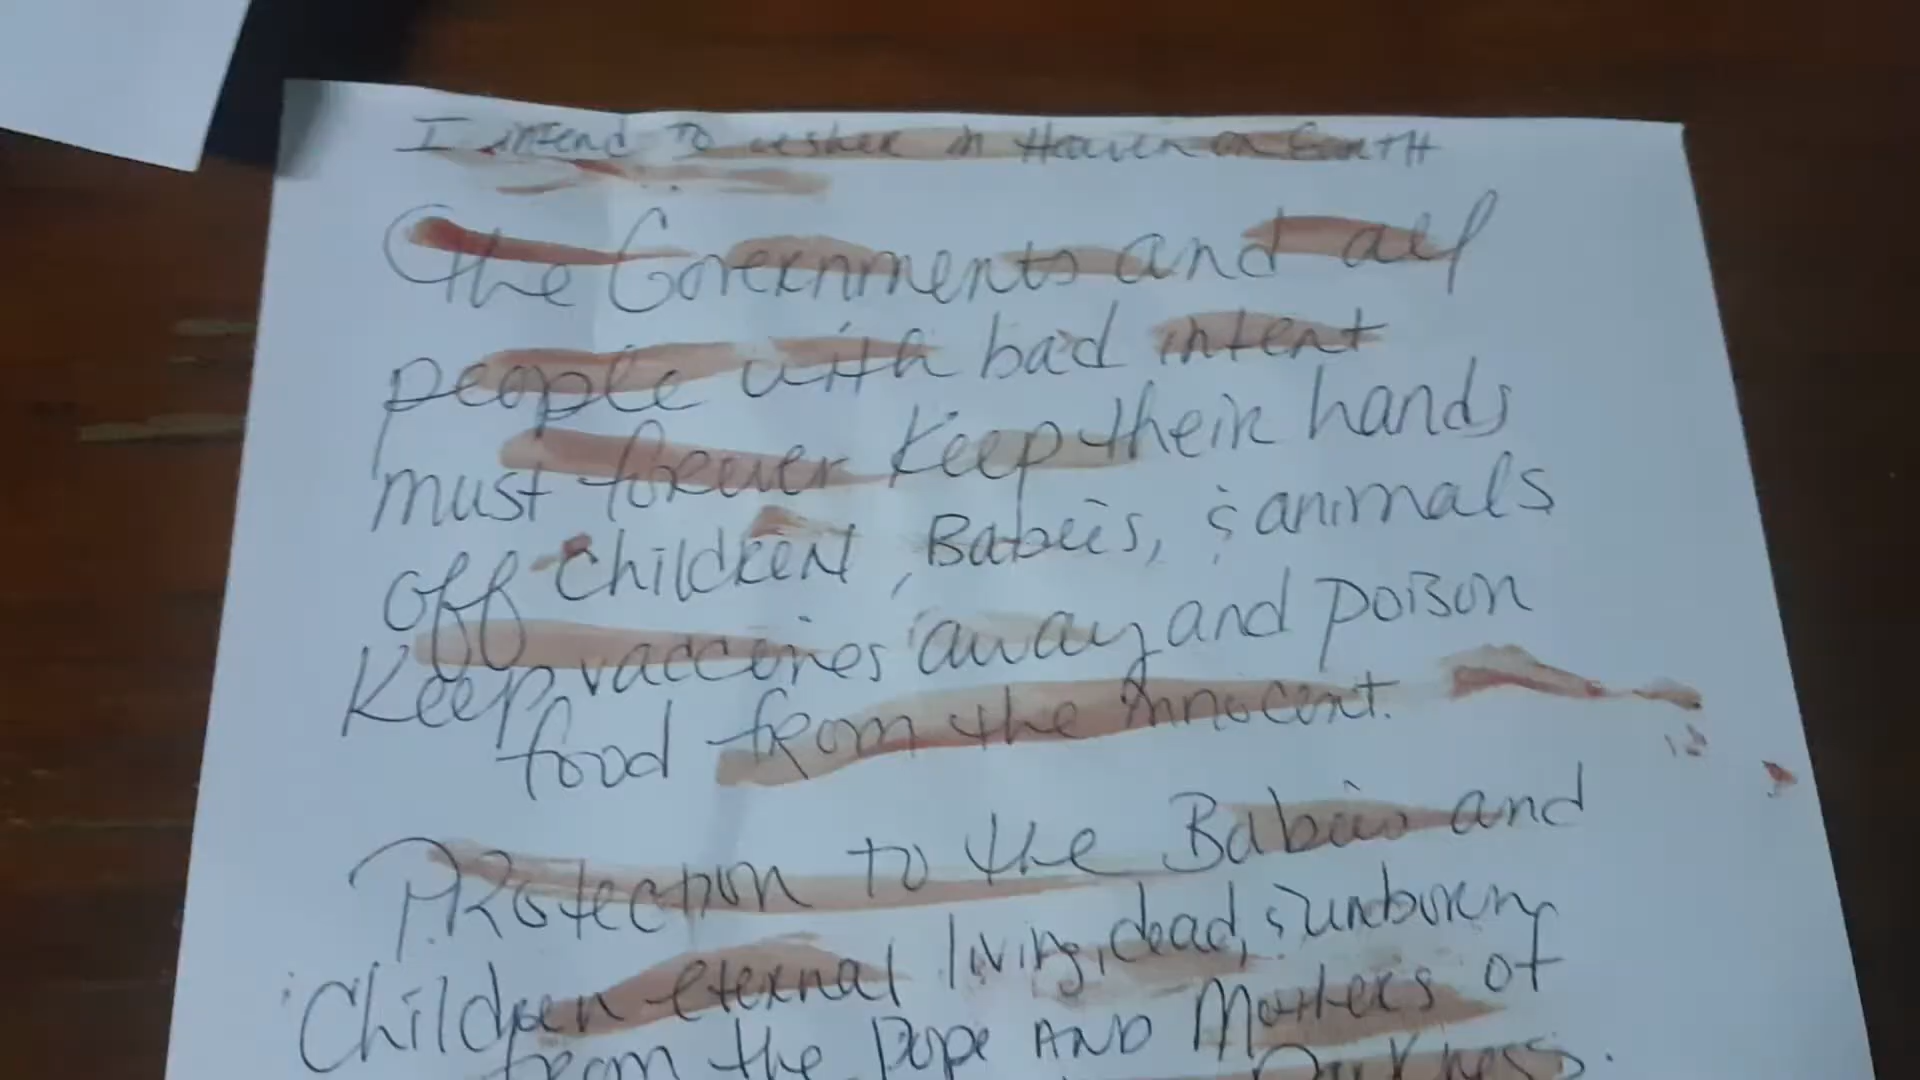 I intend to usher in Heaven on Earth
The Governments and all
people with bad intent
must forever keep their hands
off children, Babies, & animals
Keep vaccines away and poison
food from the innocent.
Protection to the Babies and
Children eternal living, dead, & unborn
from the Pope AND Masters of
Darkness.